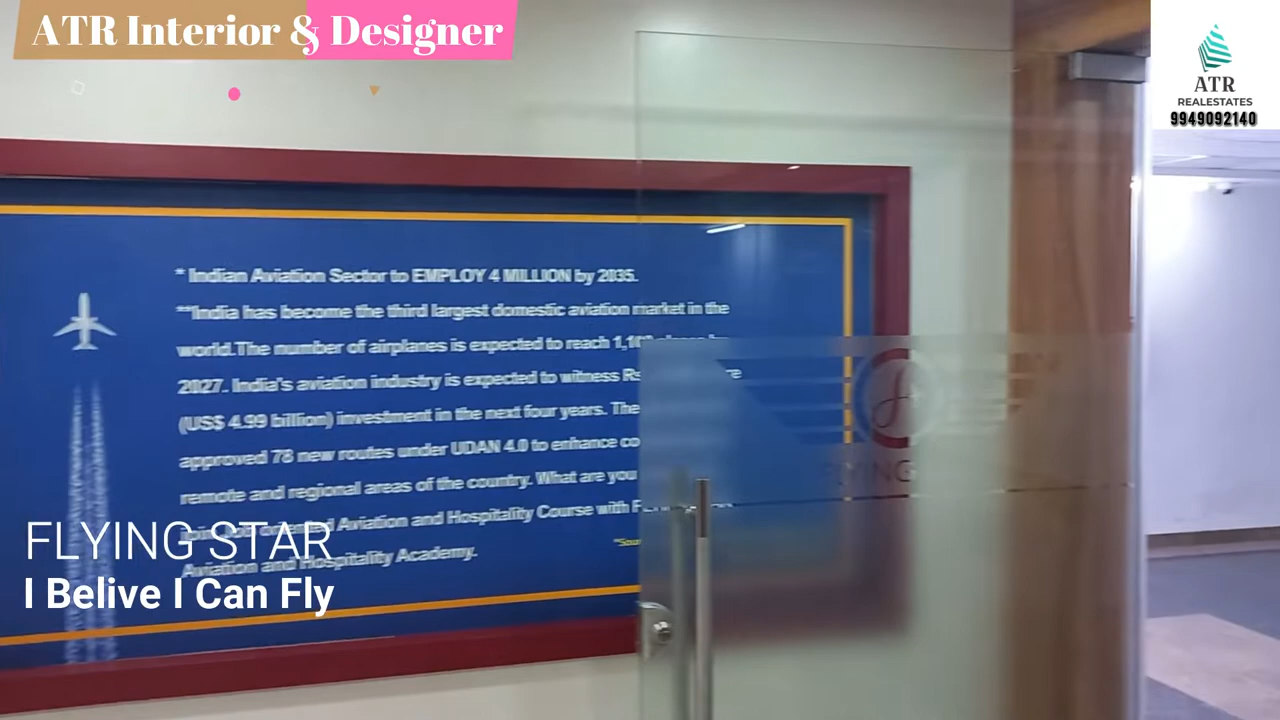 ATR Interior & Designer
ATR
REALESTATES
9949092140
* Indian Aviation Sector to EMPLOY 4 MILLION by 2035.
**India has become the third largest domestic aviation market in the
world.The number of airplanes is expected to reach
2027. India's aviation industry is expected to witness
(US$ 4.99 billion) investment in the next four years. The
approved 78 new routes under UDAN 4.0 to enhance
remote and regional areas of the country. What are you
Aviation and Hospitality Course with
Aviation and Hospitality Academy.
FLYING
FLYING STAR
I Belive I Can Fly